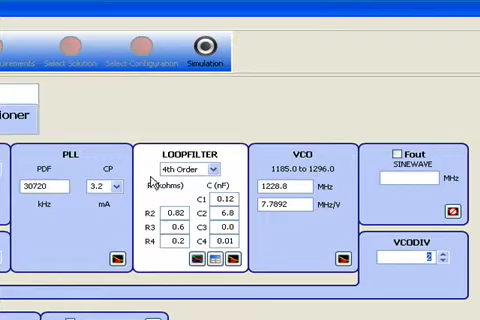 uirements
Select Solution
Select Configuration
Simulation
ioner
PLL
PDF CP
30720 3.2
kHz mA
LOOPFILTER
4th Order
(kohms) C (nF)
C1 0.12
R2 0.82 C2 6.8
R3 0.6 C3 0.0
R4 0.2 C4 0.01
VCO
1185.0 to 1296.0
1228.8 MHz
7.7892 MHz/V
Fout
SINEWAVE
MHz
VCODIV
2